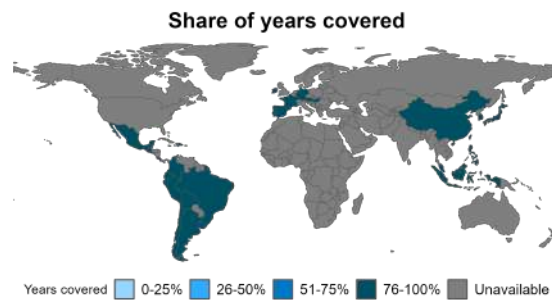 Share of years covered
Years covered 0-25% 26-50% 51-75% 76-100% Unavailable